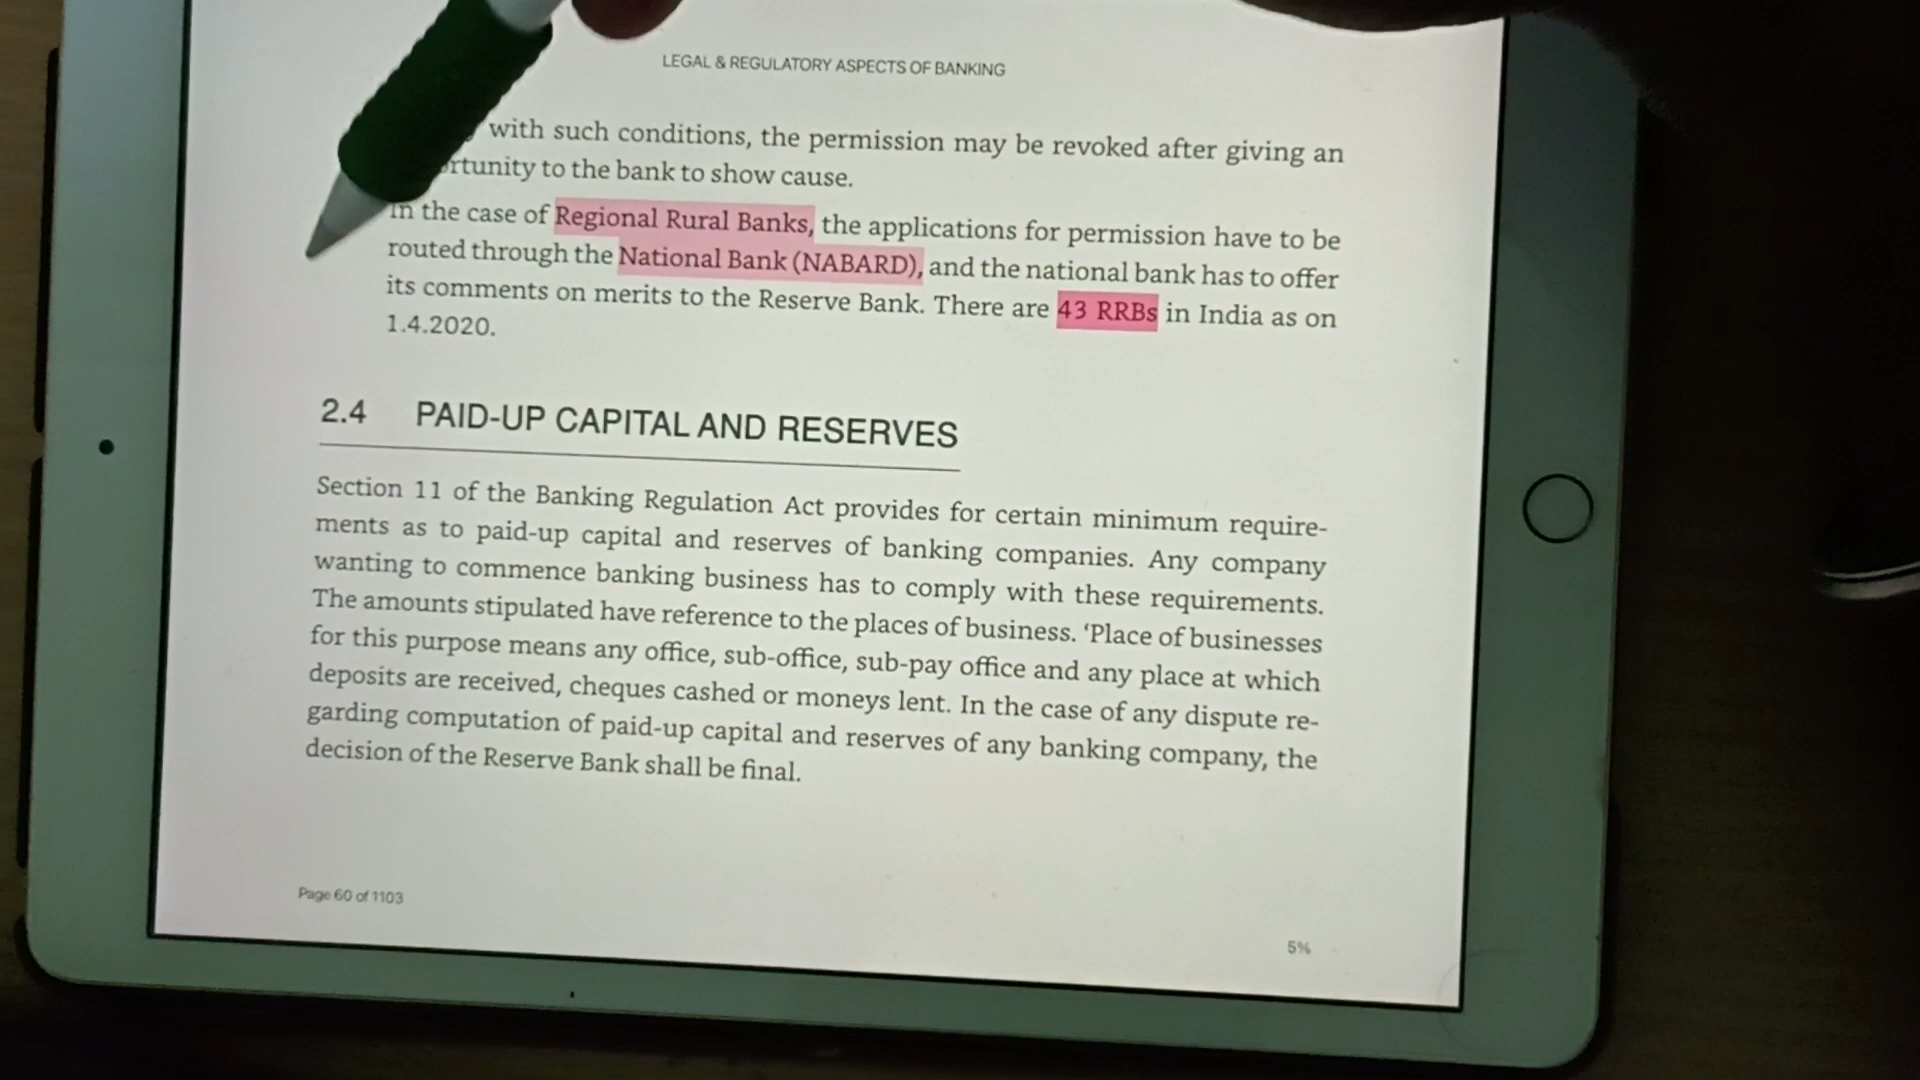 LEGAL & REGULATORY ASPECTS OF BANKING
with such conditions, the permission may be revoked after giving an
rtunity to the bank to show cause.
In the case of Regional Rural Banks, the applications for permission have to be
routed through the National Bank (NABARD), and the national bank has to offer
its comments on merits to the Reserve Bank. There are 43 RRBs in India as on
1.4.2020.
2.4 PAID-UP CAPITAL AND RESERVES
Section 11 of the Banking Regulation Act provides for certain minimum require-
ments as to paid-up capital and reserves of banking companies. Any company
wanting to commence banking business has to comply with these requirements.
The amounts stipulated have reference to the places of business. ‘Place of businesses
for this purpose means any office, sub-office, sub-pay office and any place at which
deposits are received, cheques cashed or moneys lent. In the case of any dispute re-
garding computation of paid-up capital and reserves of any banking company, the
decision of the Reserve Bank shall be final.
Page 60 of 1103
5%